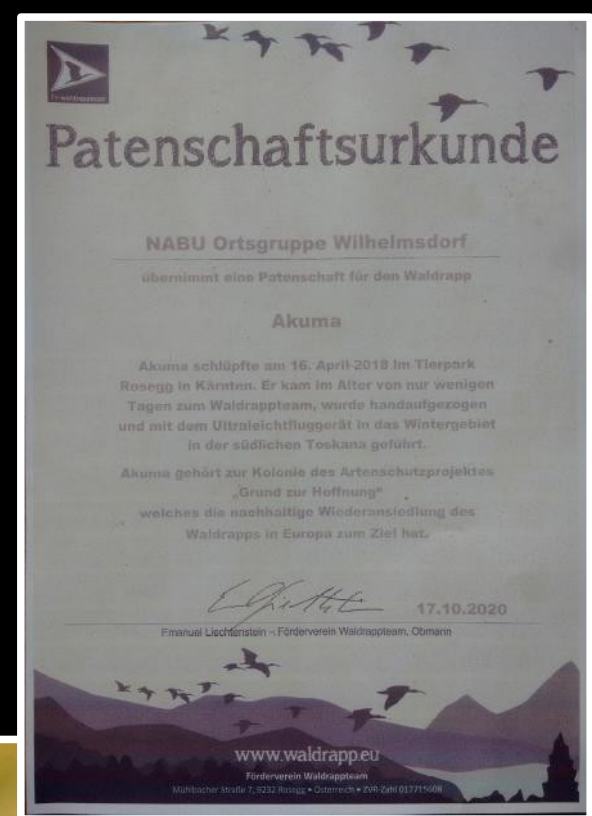 FV-waldrappteam
Patenschaftsurkunde
NABU Ortsgruppe Wilhelmsdorf
übernimmt eine Patenschaft für den Waldrapp
Akuma
Akuma schlüpfte am 16. April 2018 im Tierpark
Rosegg in Kärnten. Er kam im Alter von nur wenigen
Tagen zum Waldrappteam, wurde handaufgezogen
und mit dem Ultraleichtfluggerät in das Wintergebiet
in der südlichen Toskana geführt.
Akuma gehört zur Kolonie des Artenschutzprojektes
„Grund zur Hoffnung“
welches die nachhaltige Wiederansiedlung des
Waldrapps in Europa zum Ziel hat.
17.10.2020
Emanuel Liechtenstein – Förderverein Waldrappteam, Obmann
www.waldrapp.eu
Förderverein Waldrappteam
Mühlbacher Straße 7, 9232 Rosegg • Österreich • ZVR-Zahl 017715608